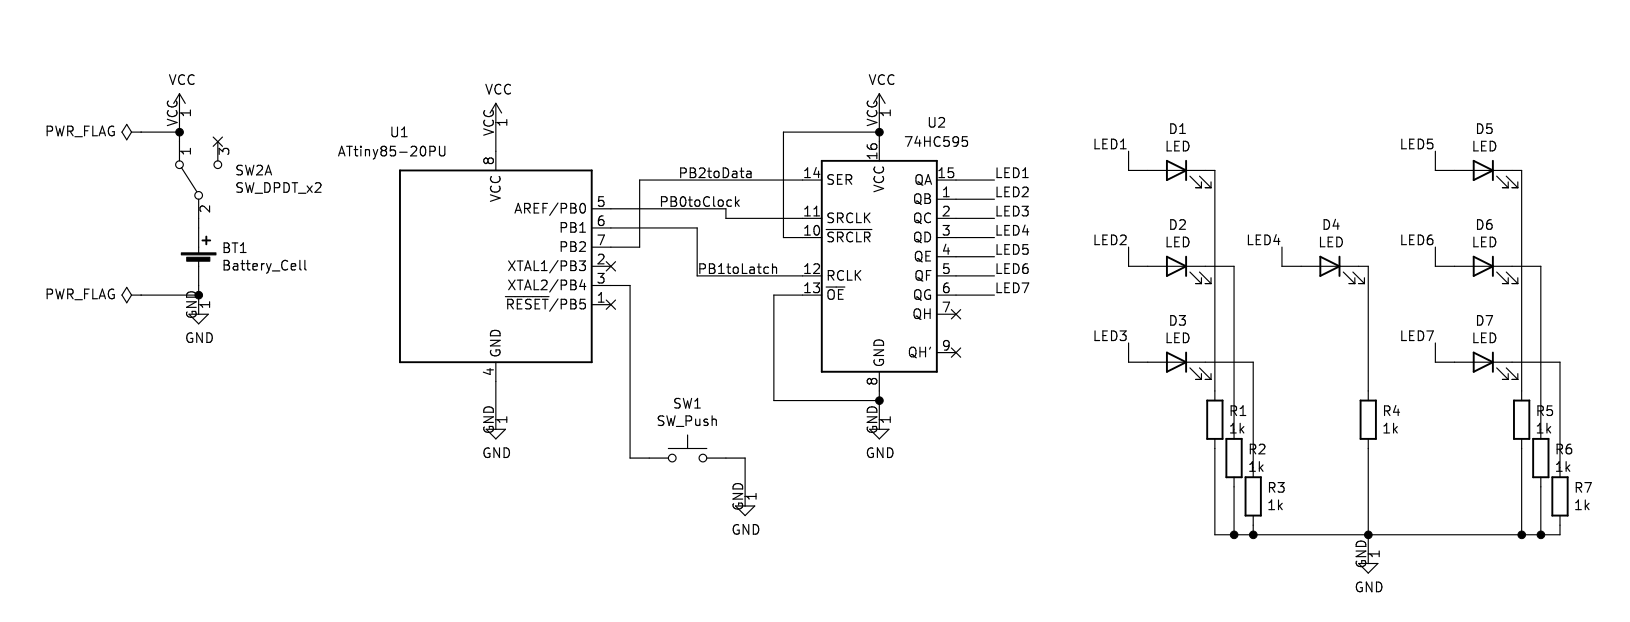 VCC
VCC
1
PWR_FLAG
1
3
SW2A
SW_DPDT_x2
2
+
BT1
Battery_Cell
PWR_FLAG
GND
1
GND
VCC
VCC
1
U1
ATtiny85-20PU
8
VCC
AREF/PB0
5
PB1
6
PB2
7
XTAL1/PB3
2
XTAL2/PB4
3
RESET/PB5
1
GND
4
GND
1
GND
PB2toData
PB0toClock
PB1toLatch
SW1
SW_Push
GND
1
GND
VCC
VCC
1
U2
74HC595
16
VCC
14
SER
11
SRCLK
10
SRCLR
12
RCLK
13
OE
QA
15
LED1
QB
1
LED2
QC
2
LED3
QD
3
LED4
QE
4
LED5
QF
5
LED6
QG
6
LED7
QH
7
QH'
9
GND
8
GND
1
GND
LED1
D1
LED
LED2
D2
LED
LED3
D3
LED
LED4
D4
LED
LED5
D5
LED
LED6
D6
LED
LED7
D7
LED
R1
1k
R2
1k
R3
1k
R4
1k
R5
1k
R6
1k
R7
1k
GND
1
GND